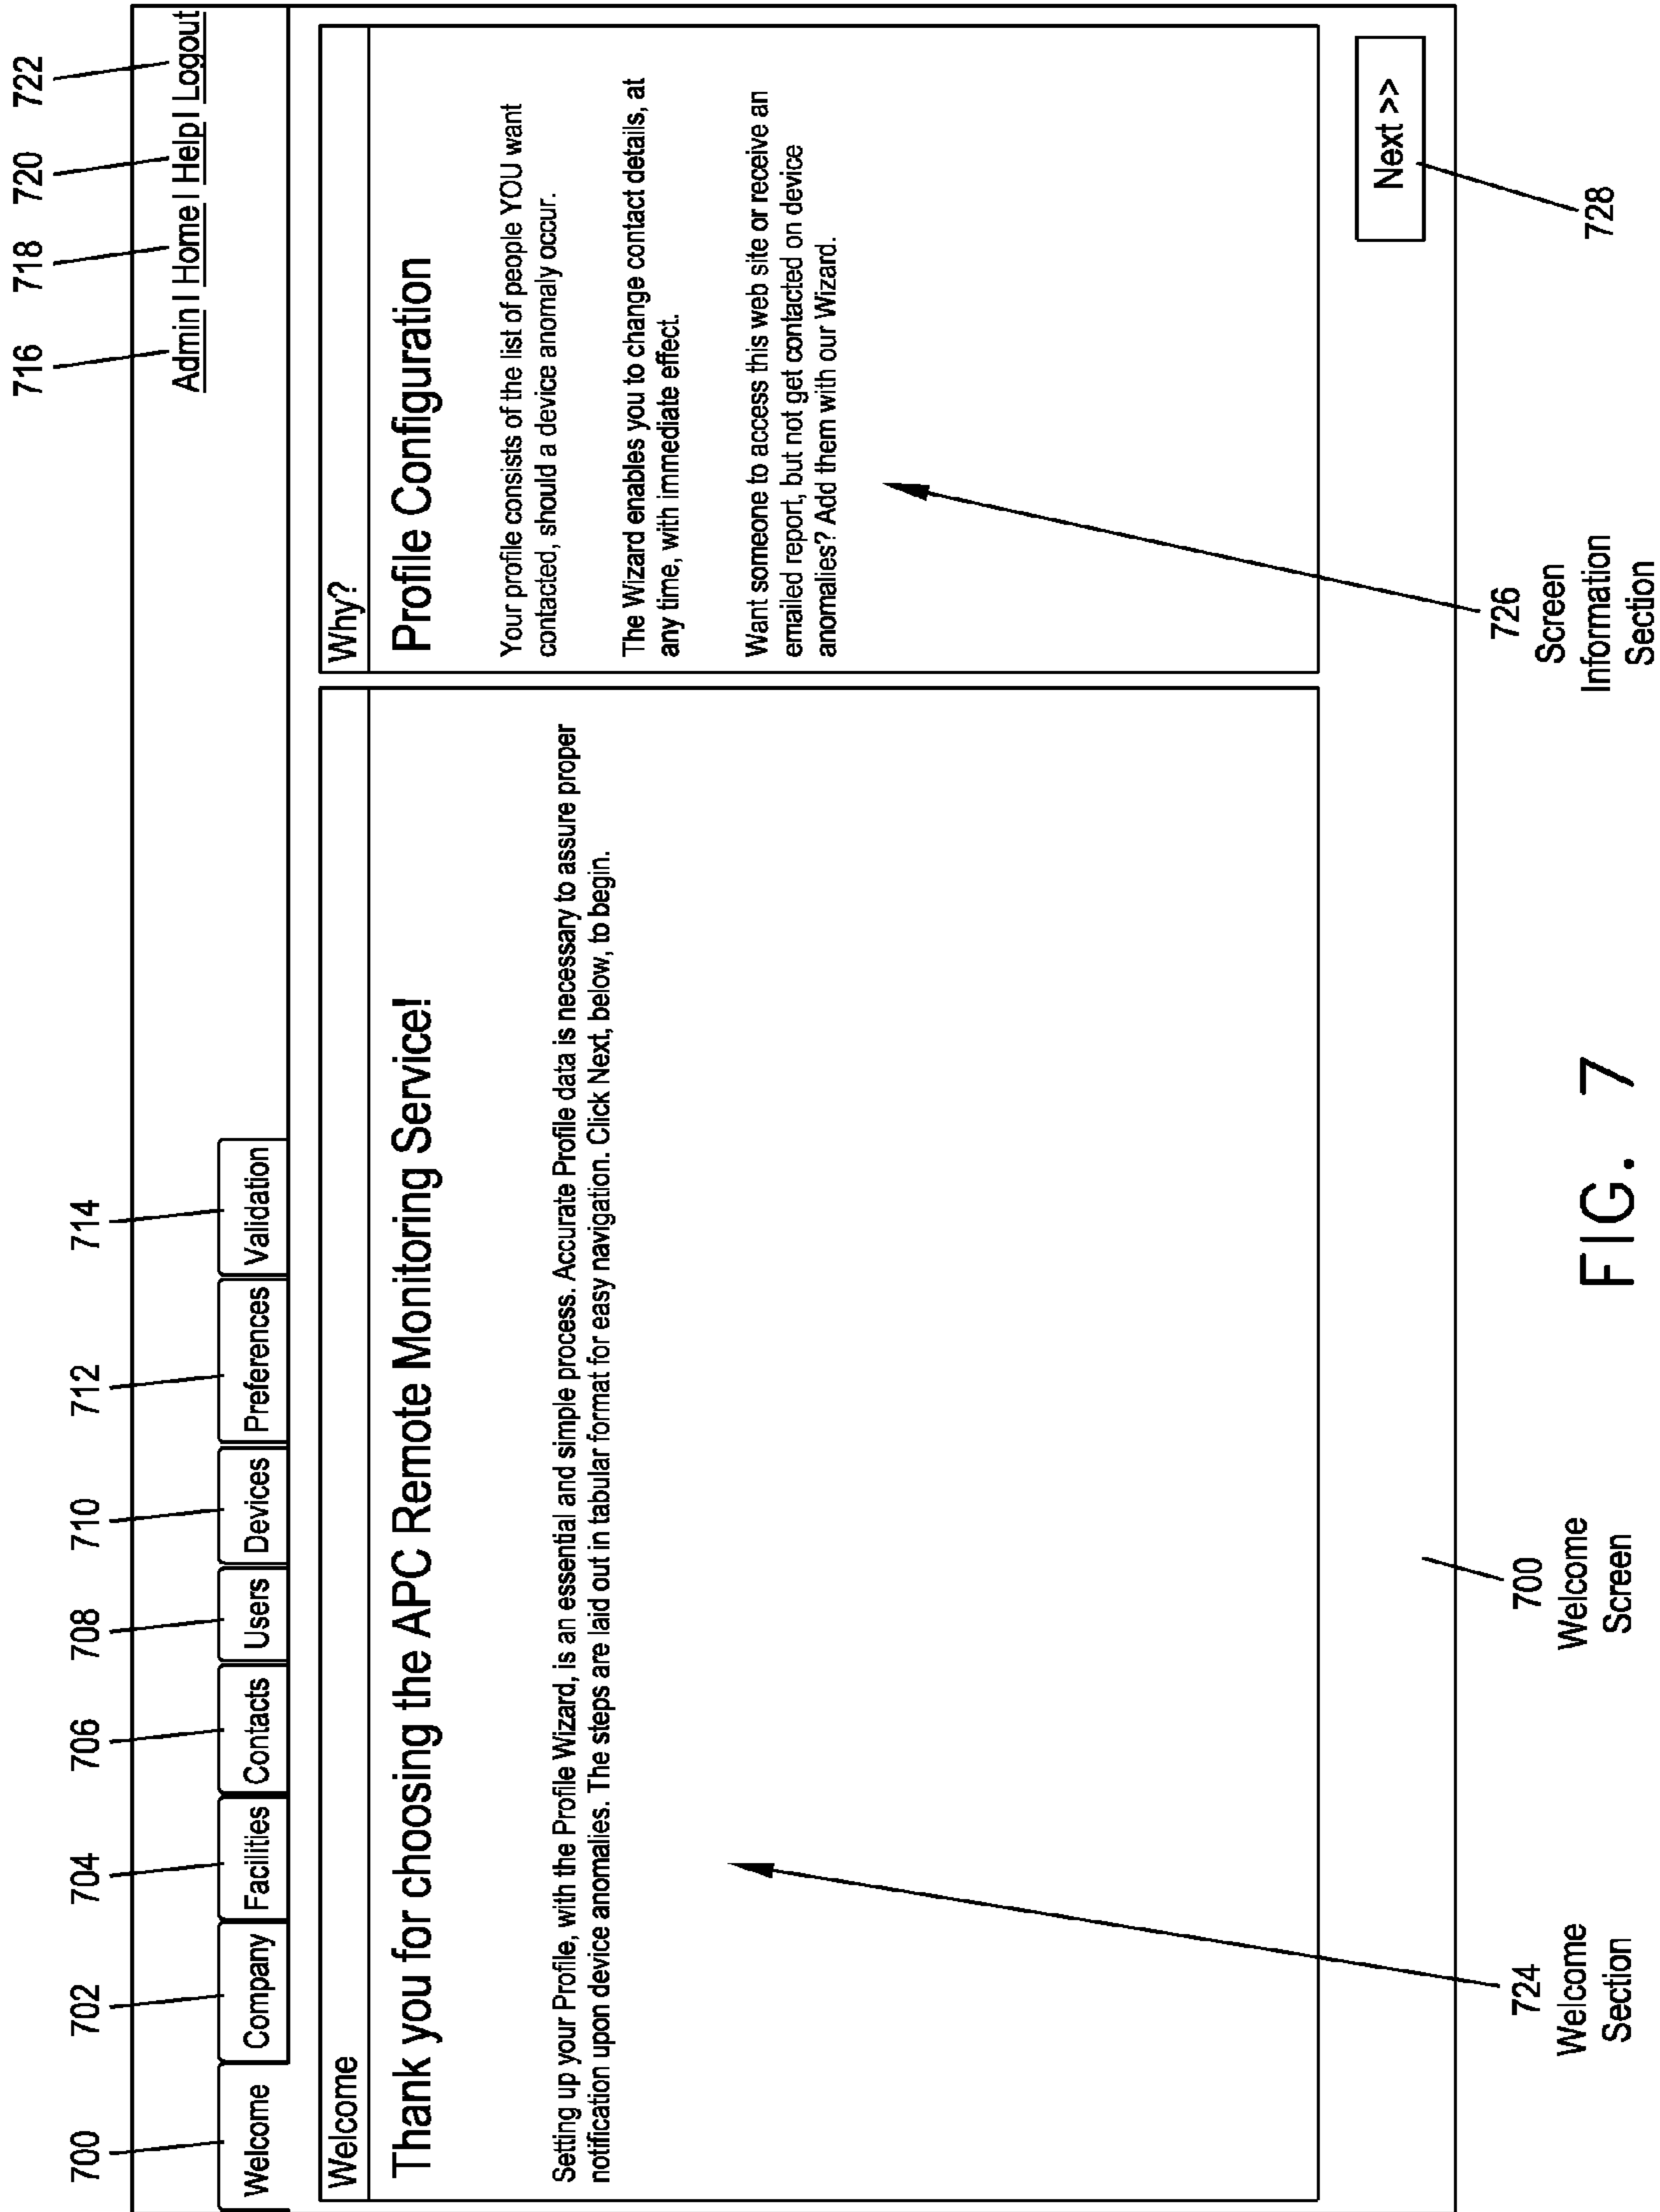 716 718 720 722
Admin | Home | Help | Logout
700 702 704 706 708 710 712 714
Welcome Company Facilities Contacts Users Devices Preferences Validation
Welcome
Thank you for choosing the APC Remote Monitoring Service!
Setting up your Profile, with the Profile Wizard, is an essential and simple process. Accurate Profile data is necessary to assure proper
notification upon device anomalies. The steps are laid out in tabular format for easy navigation. Click Next, below, to begin.
Why?
Profile Configuration
Your profile consists of the list of people YOU want
contacted, should a device anomaly occur.
The Wizard enables you to change contact details, at
any time, with immediate effect.
Want someone to access this web site or receive an
emailed report, but not get contacted on device
anomalies? Add them with our Wizard.
Next >>
724
Welcome
Section
700
Welcome
Screen
726
Screen
Information
Section
728
FIG. 7